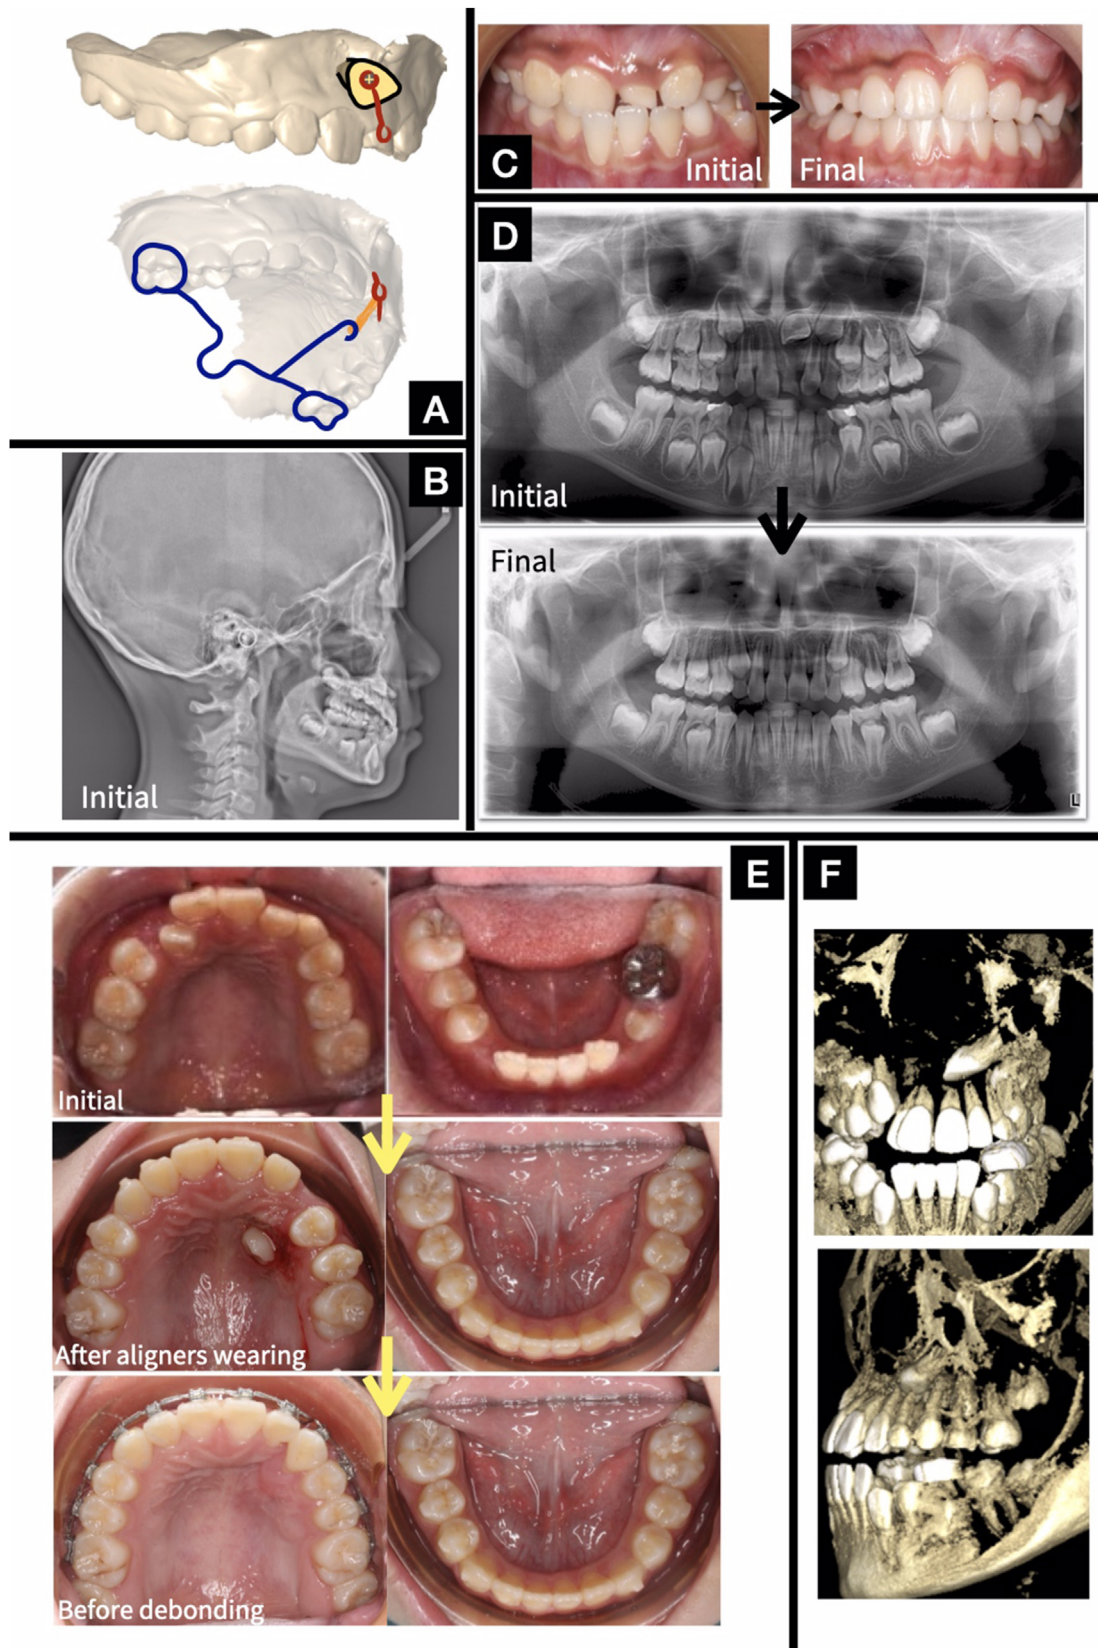 A
B
Initial
C
Initial
Final
D
Initial
Final
L
E
Initial
After aligners wearing
Before debonding
F